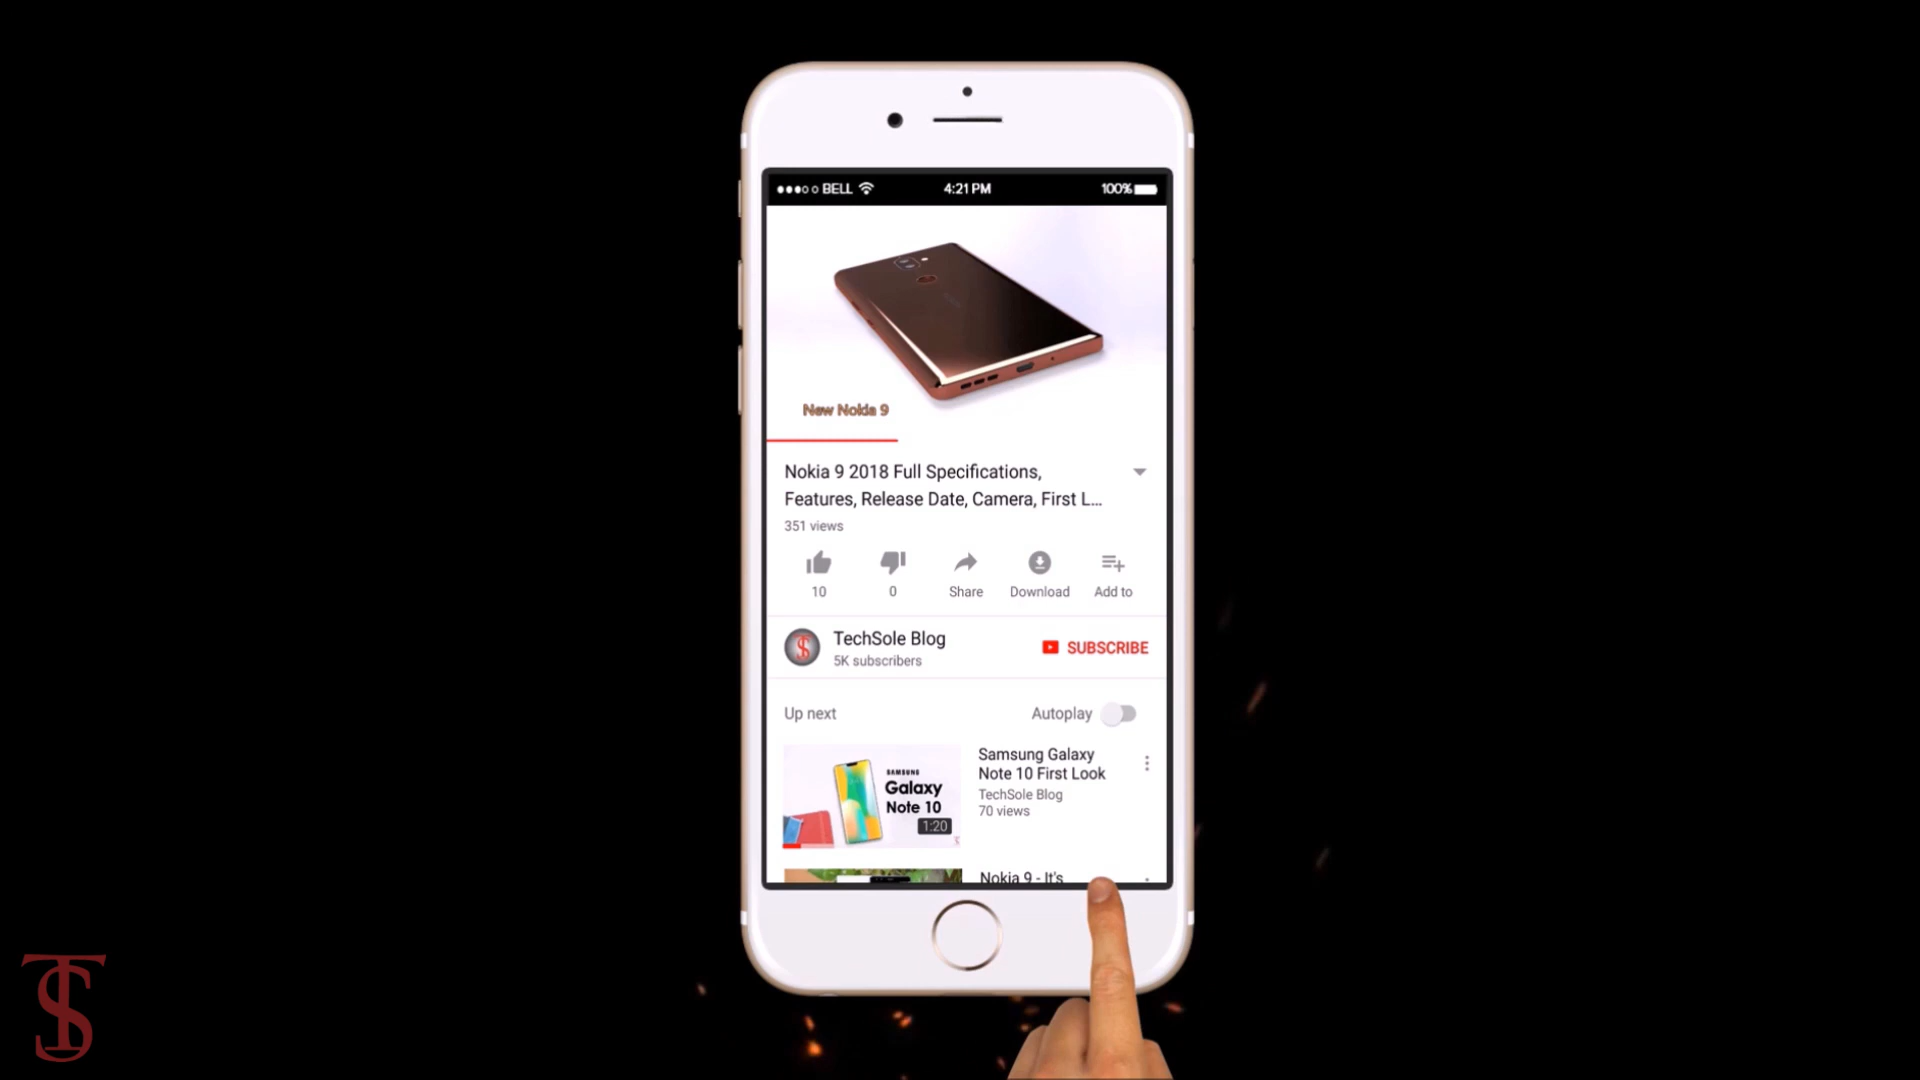 BELL
4:21 PM
100%
New Nokia 9
Nokia 9 2018 Full Specifications,
Features, Release Date, Camera, First L...
351 views
10
0
Share
Download
Add to
TechSole Blog
5K subscribers
SUBSCRIBE
Up next
Autoplay
SAMSUNG
Galaxy
Note 10
1:20
Samsung Galaxy
Note 10 First Look
TechSole Blog
70 views
Nokia 9 - It's
TS